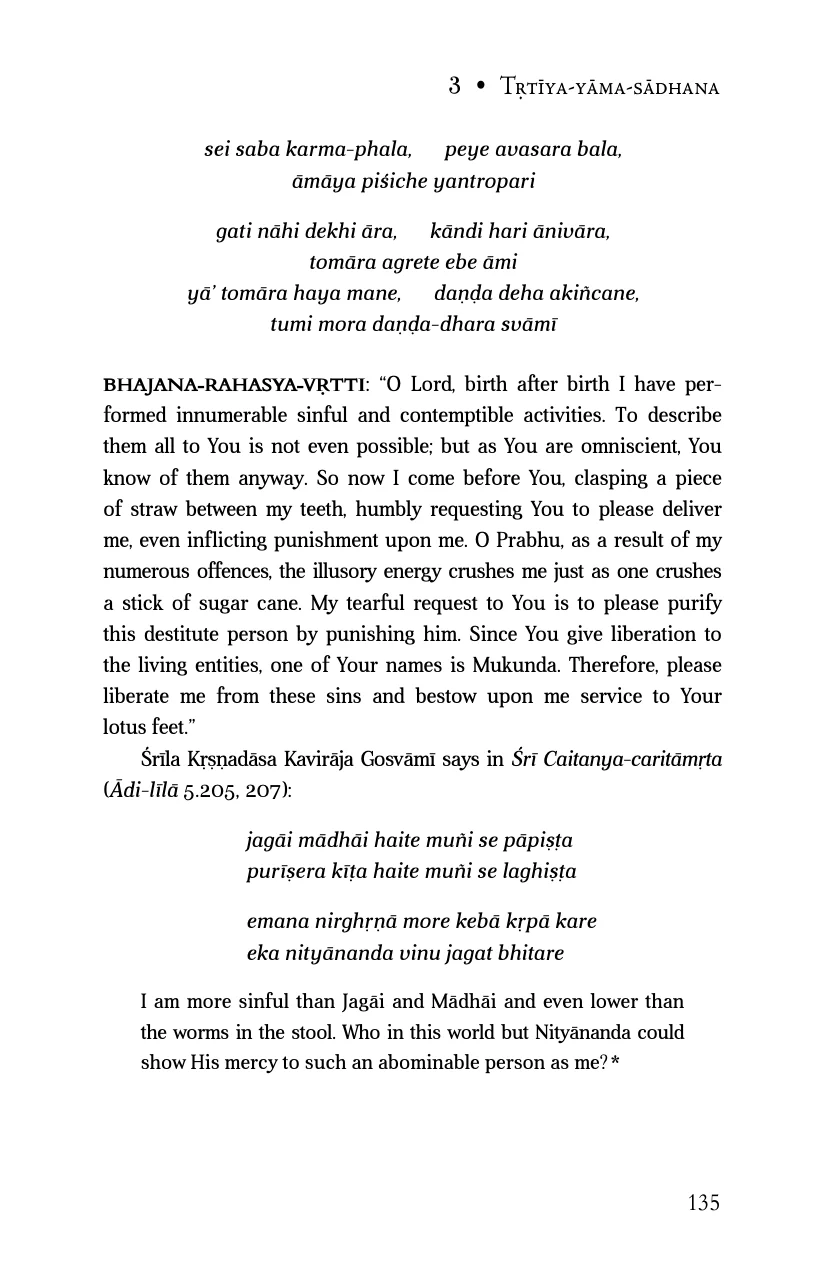 3 • Tṛtīya-yāma-sādhana
sei saba karma-phala, peye avasara bala,
āmāya piśiche yantropari
gati nāhi dekhi āra, kāndi hari ānivāra,
tomāra agrete ebe āmi
yā’ tomāra haya mane, daṇḍa deha akiñcane,
tumi mora daṇḍa-dhara svāmī
BHAJANA-RAHASYA-VṚTTI: “O Lord, birth after birth I have per-
formed innumerable sinful and contemptible activities. To describe
them all to You is not even possible; but as You are omniscient, You
know of them anyway. So now I come before You, clasping a piece
of straw between my teeth, humbly requesting You to please deliver
me, even inflicting punishment upon me. O Prabhu, as a result of my
numerous offences, the illusory energy crushes me just as one crushes
a stick of sugar cane. My tearful request to You is to please purify
this destitute person by punishing him. Since You give liberation to
the living entities, one of Your names is Mukunda. Therefore, please
liberate me from these sins and bestow upon me service to Your
lotus feet.”
Śrīla Kṛṣṇadāsa Kavirāja Gosvāmī says in Śrī Caitanya-caritāmṛta
(Ādi-līlā 5.205, 207):
jagāi mādhāi haite muñi se pāpiṣṭa
purīṣera kīṭa haite muñi se laghiṣṭa
emana nirghṛṇā more kebā kṛpā kare
eka nityānanda vinu jagat bhitare
I am more sinful than Jagāi and Mādhāi and even lower than
the worms in the stool. Who in this world but Nityānanda could
show His mercy to such an abominable person as me?*
135